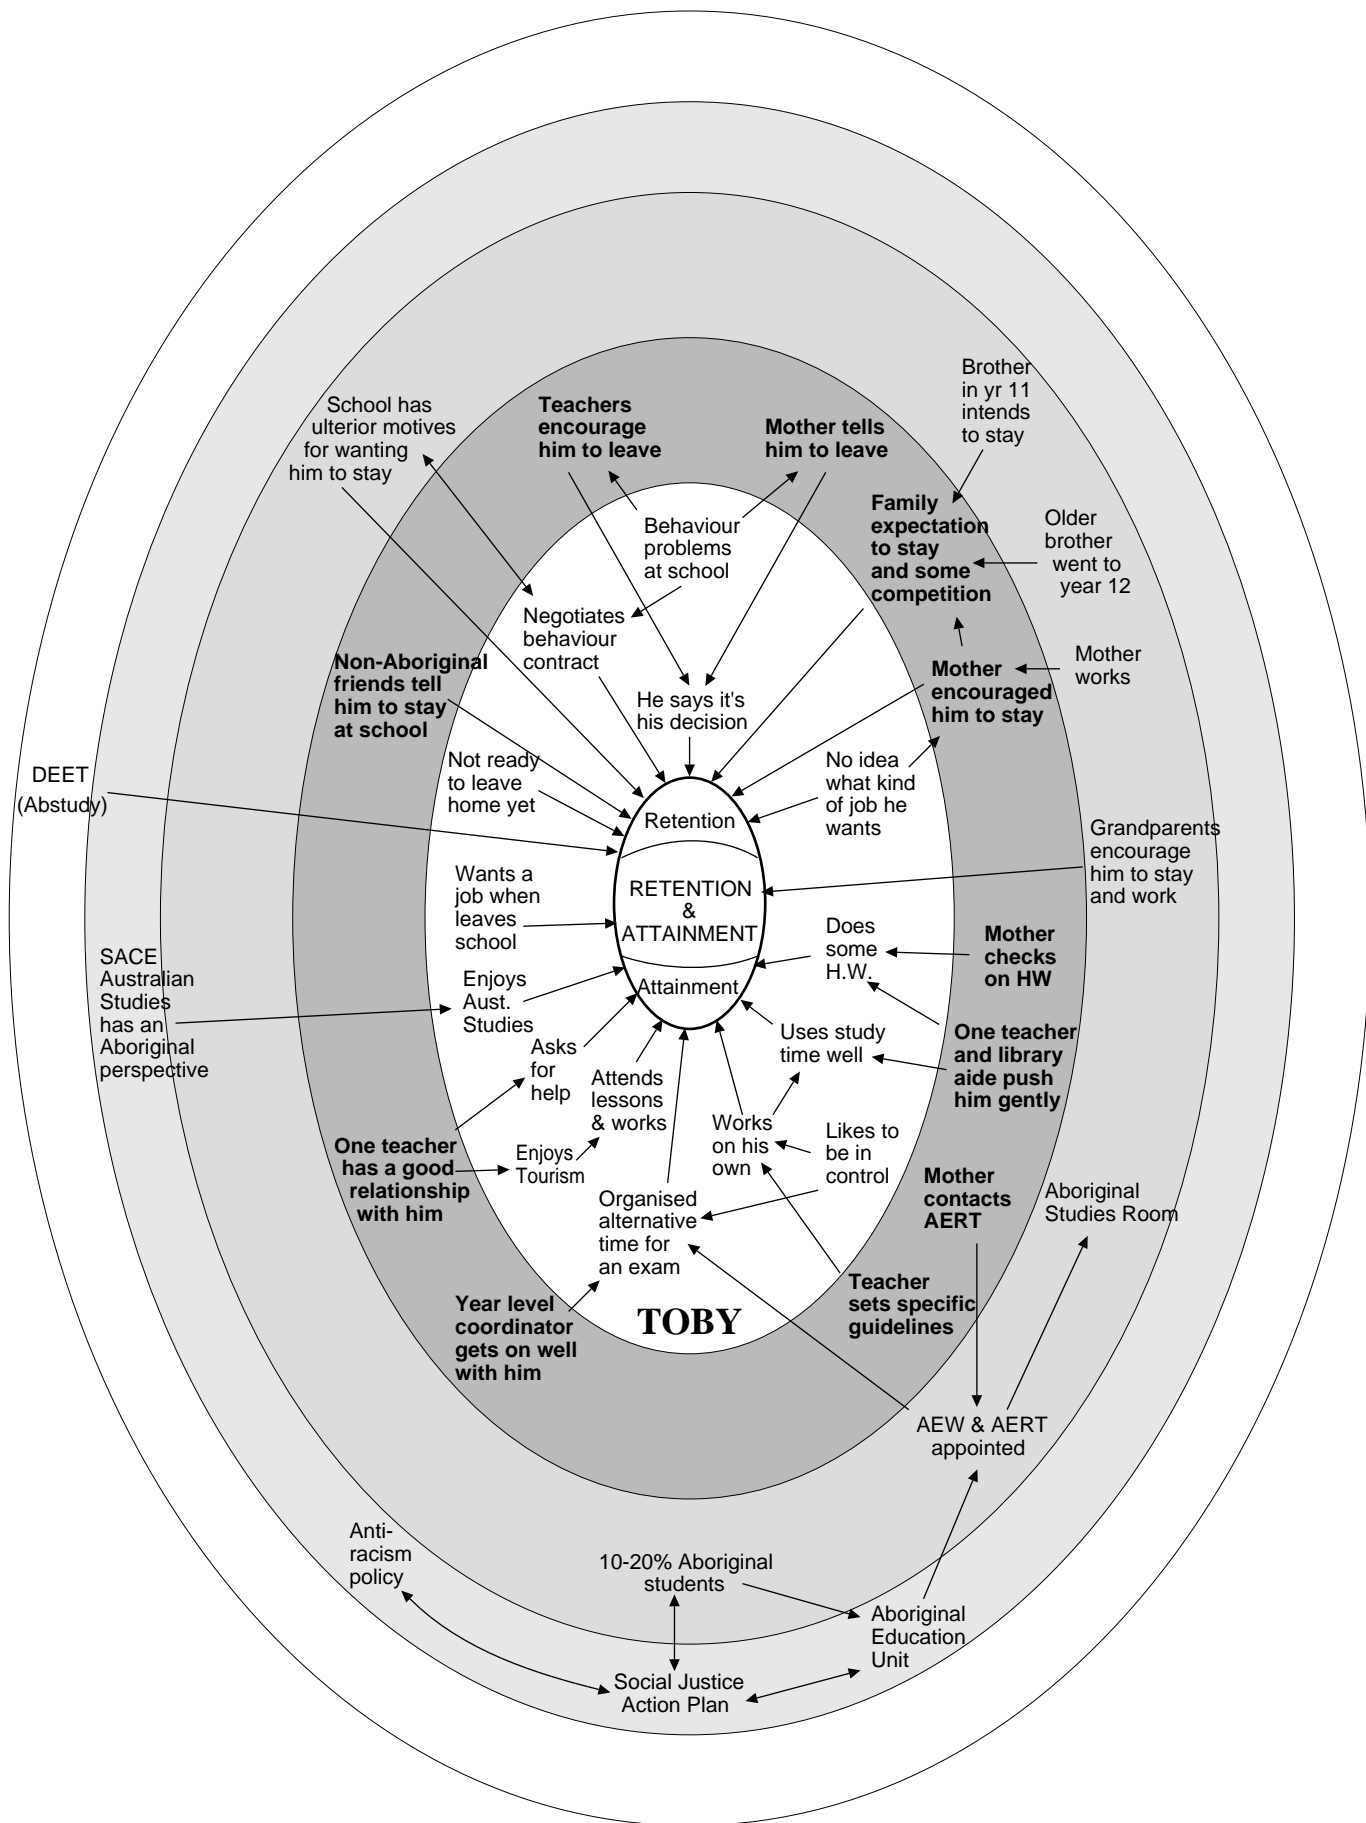 Brother
in yr 11
intends
to stay
School has
ulterior motives
for wanting
him to stay
Teachers
encourage
him to leave
Mother tells
him to leave
Family
expectation
to stay
and some
competition
Older
brother
went to
year 12
Behaviour
problems
at school
Negotiates
behaviour
contract
Non-Aboriginal
friends tell
him to stay
at school
Mother
encouraged
him to stay
Mother
works
He says it's
his decision
Not ready
to leave
home yet
No idea
what kind
of job he
wants
DEET
(Abstudy)
Retention
Grandparents
encourage
him to stay
and work
Wants a
job when
leaves
school
RETENTION
&
ATTAINMENT
Does
some
H.W.
Mother
checks
on HW
SACE
Australian
Studies
has an
Aboriginal
perspective
Enjoys
Aust.
Studies
Attainment
Uses study
time well
One teacher
and library
aide push
him gently
Asks
for
help
Attends
lessons
& works
Works
on his
own
Likes to
be in
control
One teacher
has a good
relationship
with him
Enjoys
Tourism
Organised
alternative
time for
an exam
Mother
contacts
AERT
Aboriginal
Studies Room
Year level
coordinator
gets on well
with him
TOBY
Teacher
sets specific
guidelines
AEW & AERT
appointed
Anti-
racism
policy
10-20% Aboriginal
students
Aboriginal
Education
Unit
Social Justice
Action Plan